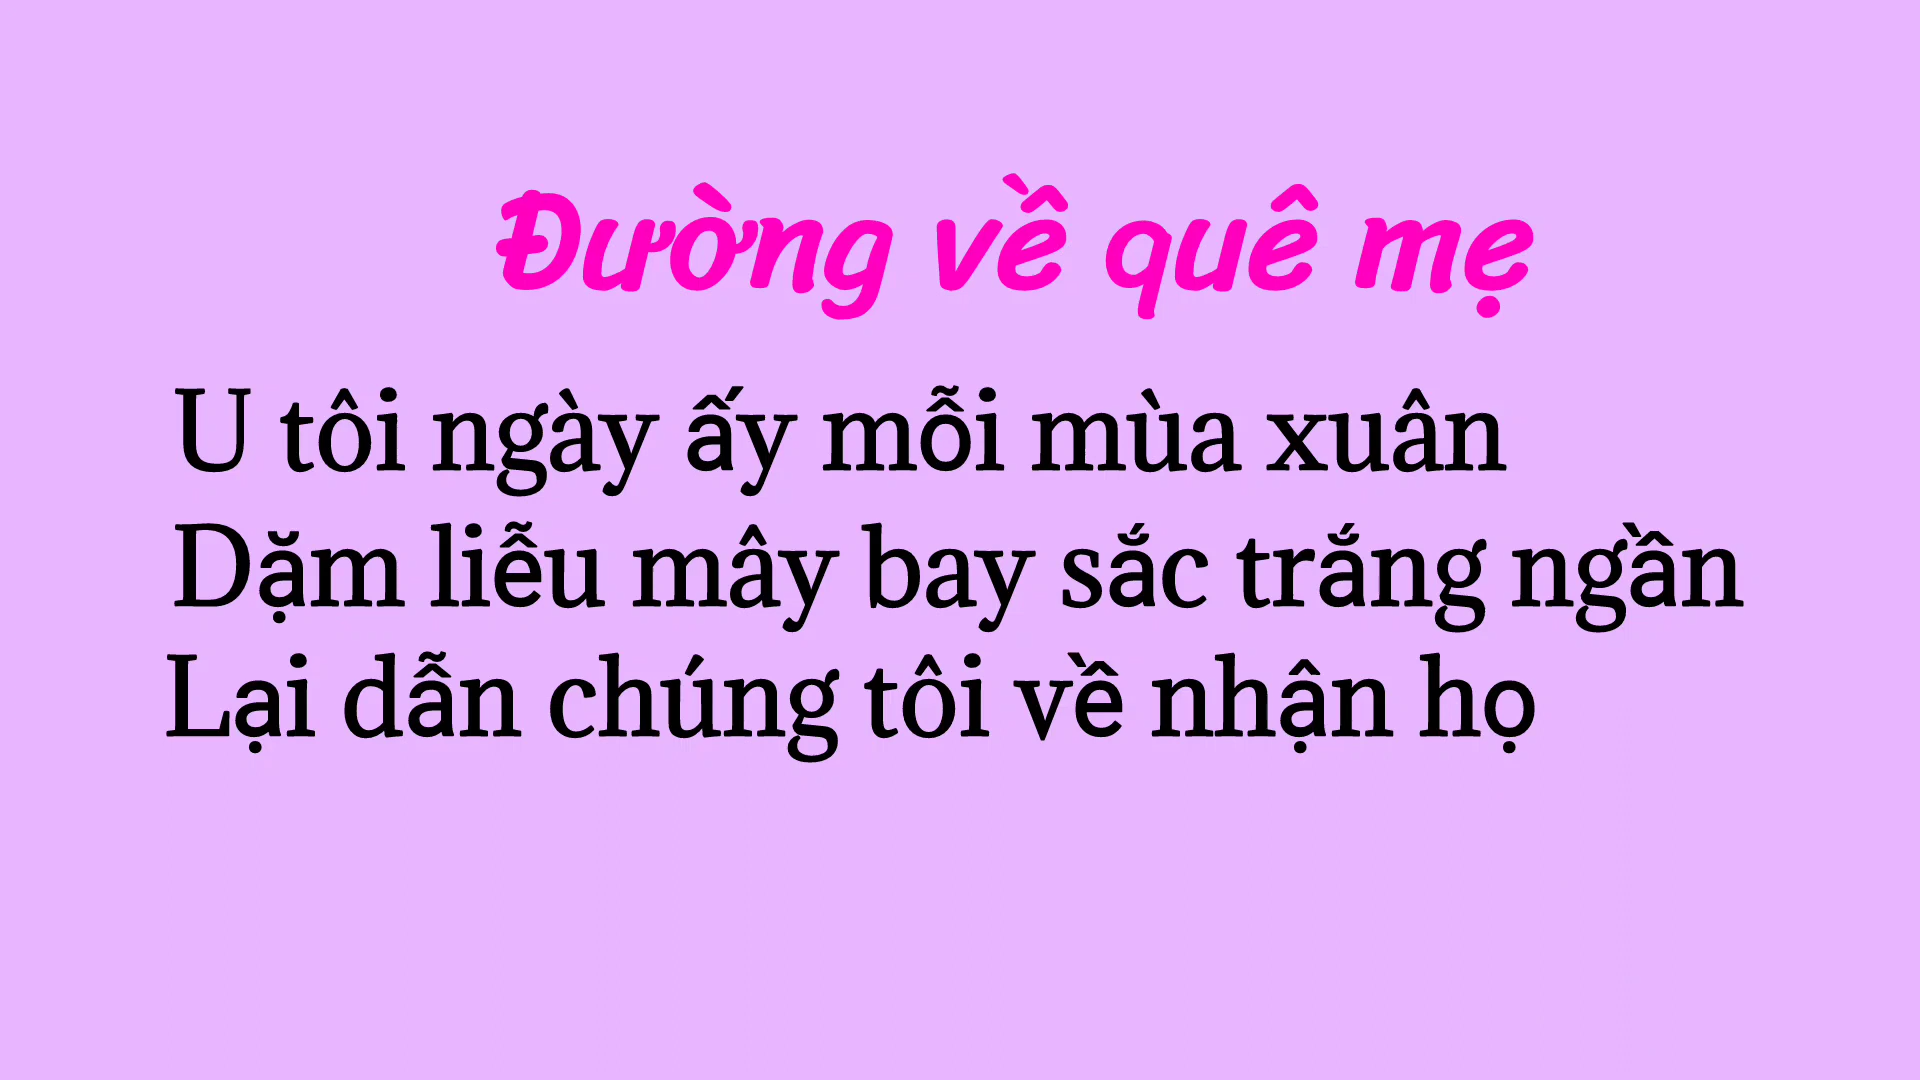 Đường về quê mẹ
U tôi ngày ấy mỗi mùa xuân
Dặm liễu mây bay sắc trắng ngần
Lại dẫn chúng tôi về nhận họ